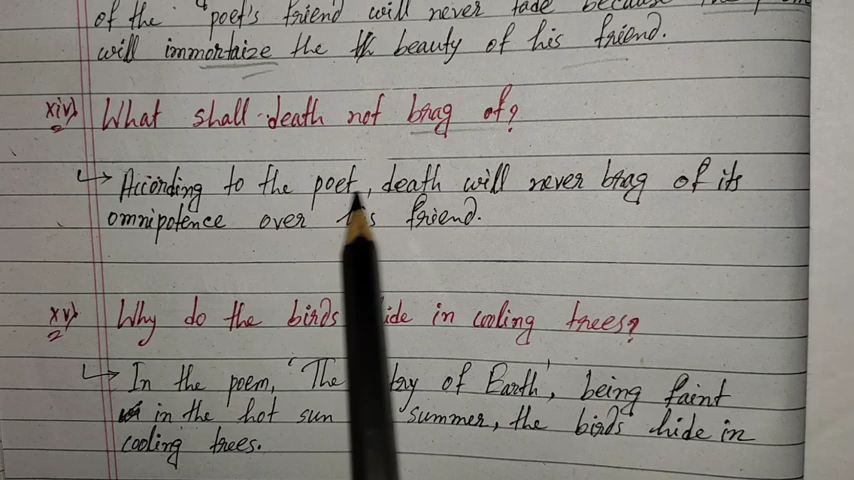 of the "poet's friend will never fade because the
will immortaize the th beauty of his friend.
xiv) What shall death not brag of?
↳ According to the poet, death will never brag of its
omnipotence over friend.
xv) Why do the birds in cooling trees?
↳ In the poem, 'The of Earth', being faint
in the hot sun summer, the birds hide in
cooling trees.